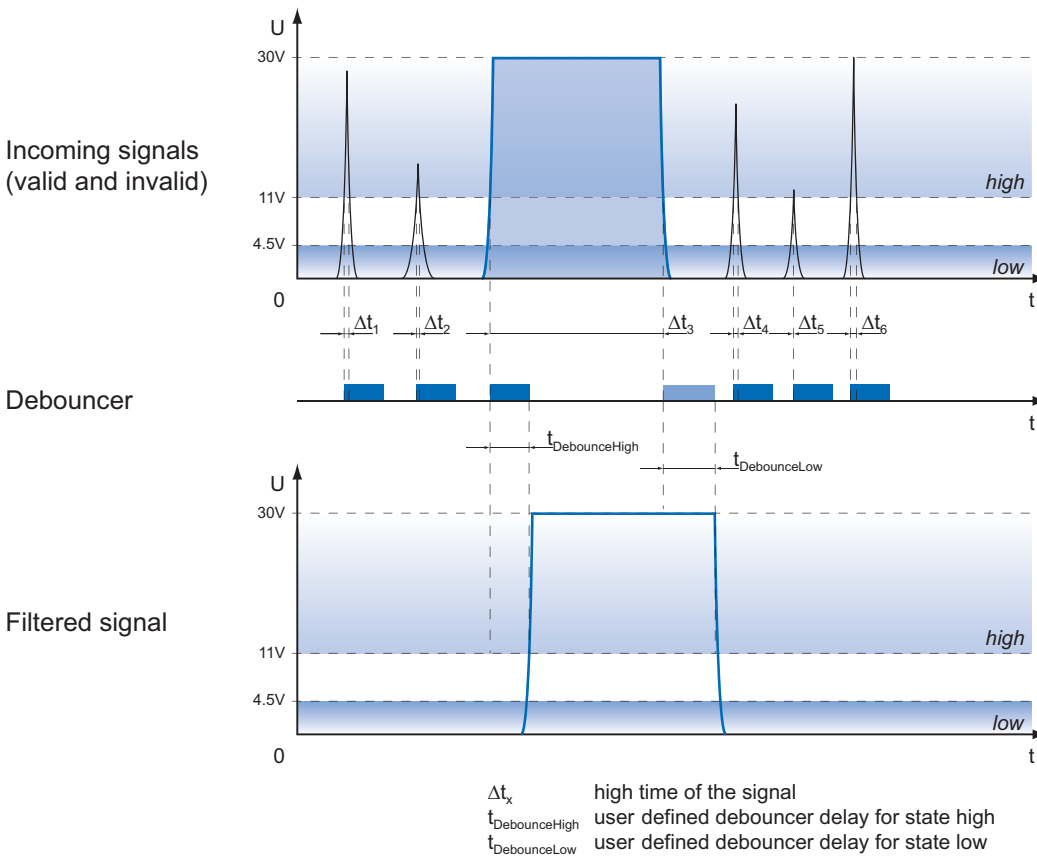 U
30V
Incoming signals
(valid and invalid)
11V
high
4.5V
low
0
t
Δt1 Δt2 Δt3 Δt4 Δt5 Δt6
Debouncer
tDebounceHigh
tDebounceLow
U
30V
Filtered signal
11V
high
4.5V
low
0
t
Δtx high time of the signal
tDebounceHigh user defined debouncer delay for state high
tDebounceLow user defined debouncer delay for state low